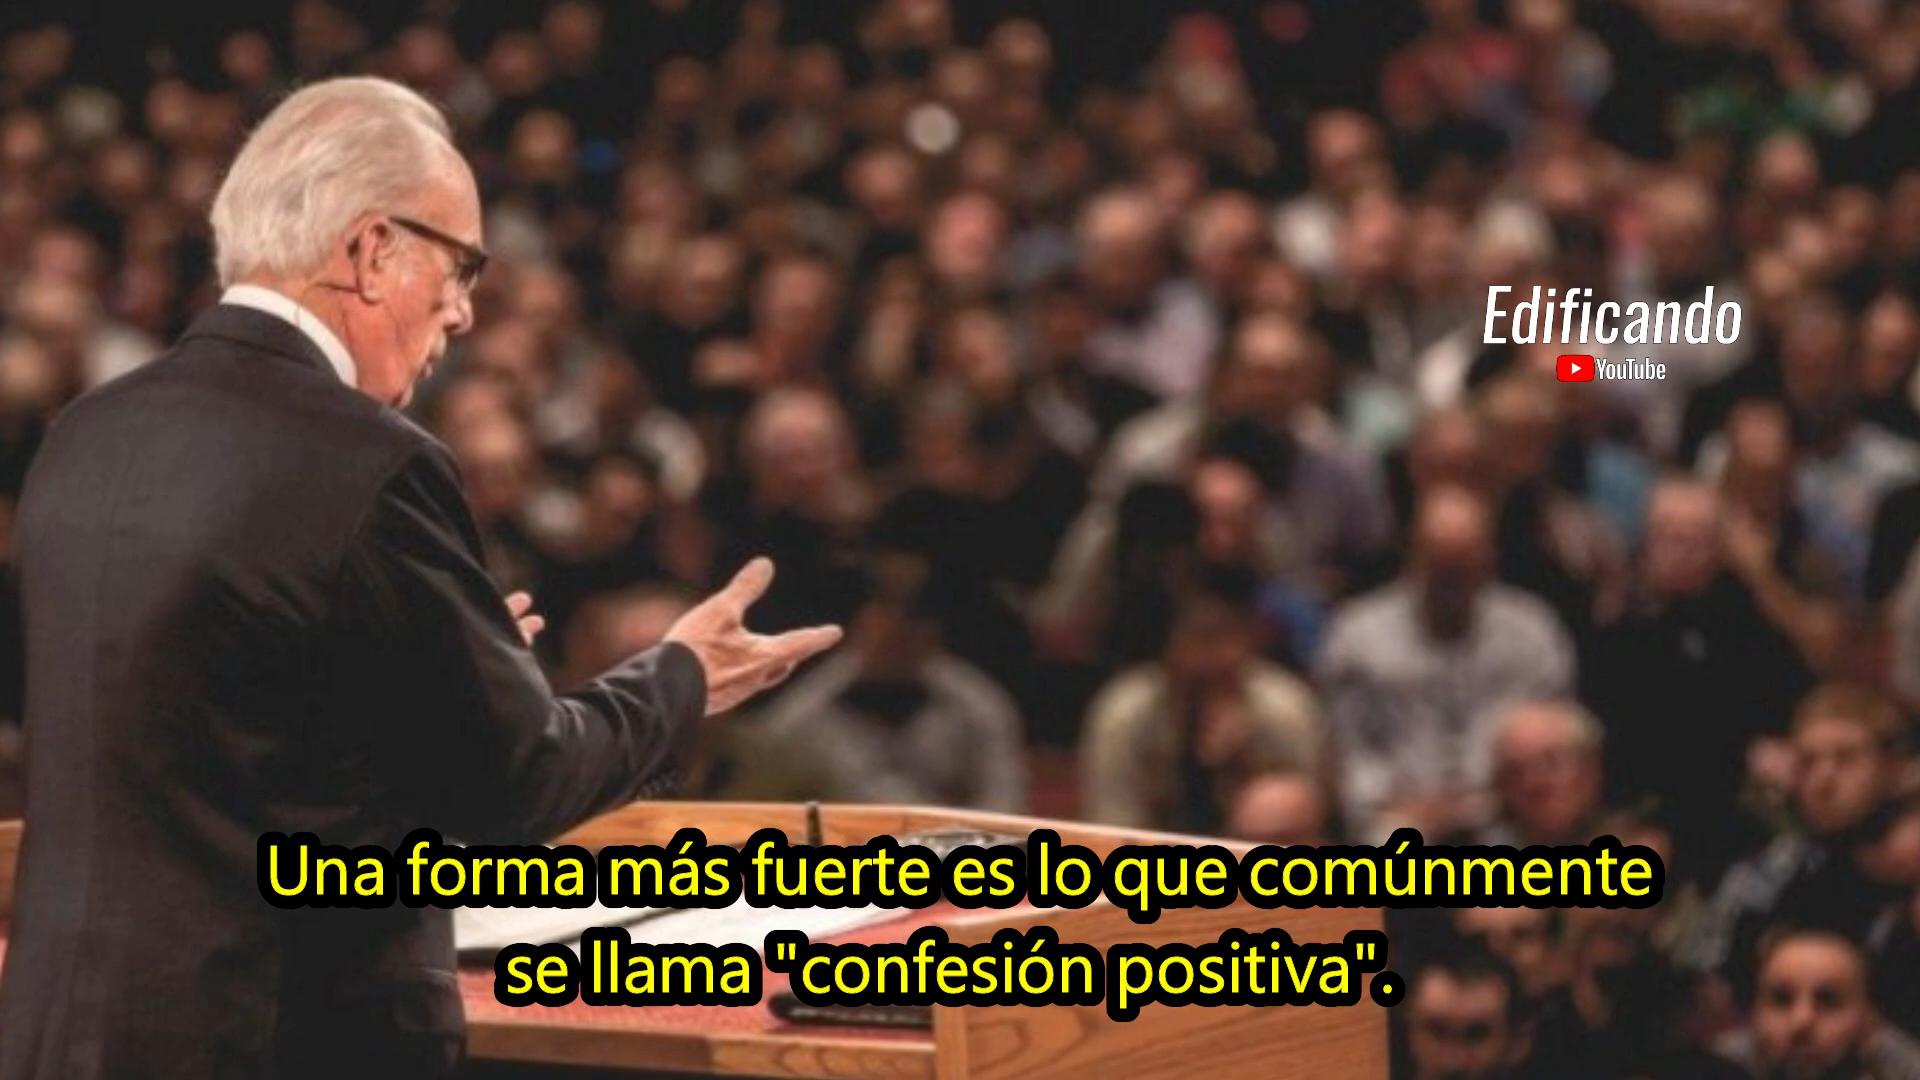 Edificando
YouTube
Una forma más fuerte es lo que comúnmente
se llama "confesión positiva".